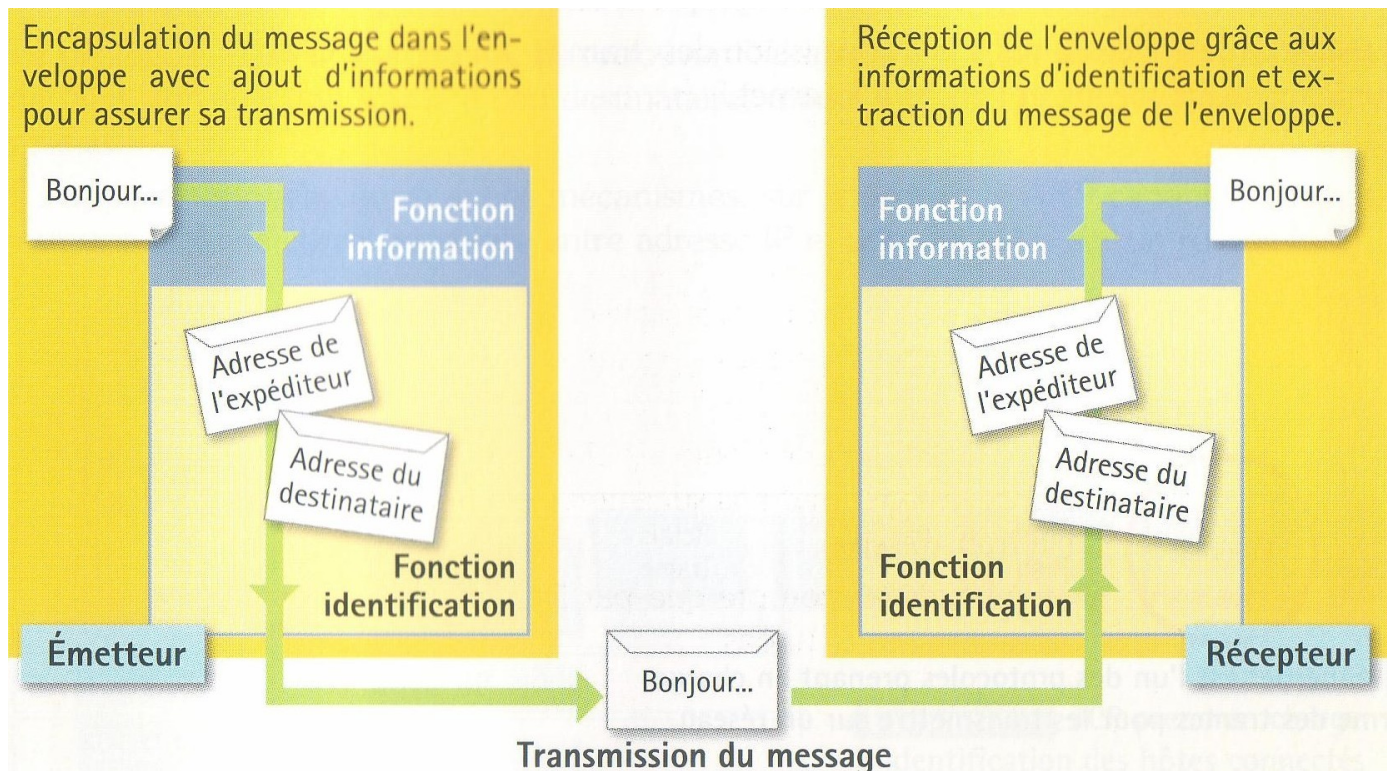 Encapsulation du message dans l'en-
veloppe avec ajout d'informations
pour assurer sa transmission.
Bonjour...
Fonction
information
Adresse de
l'expéditeur
Adresse du
destinataire
Fonction
identification
Émetteur
Réception de l'enveloppe grâce aux
informations d'identification et ex-
traction du message de l'enveloppe.
Bonjour...
Fonction
information
Adresse de
l'expéditeur
Adresse du
destinataire
Fonction
identification
Récepteur
Bonjour...
Transmission du message